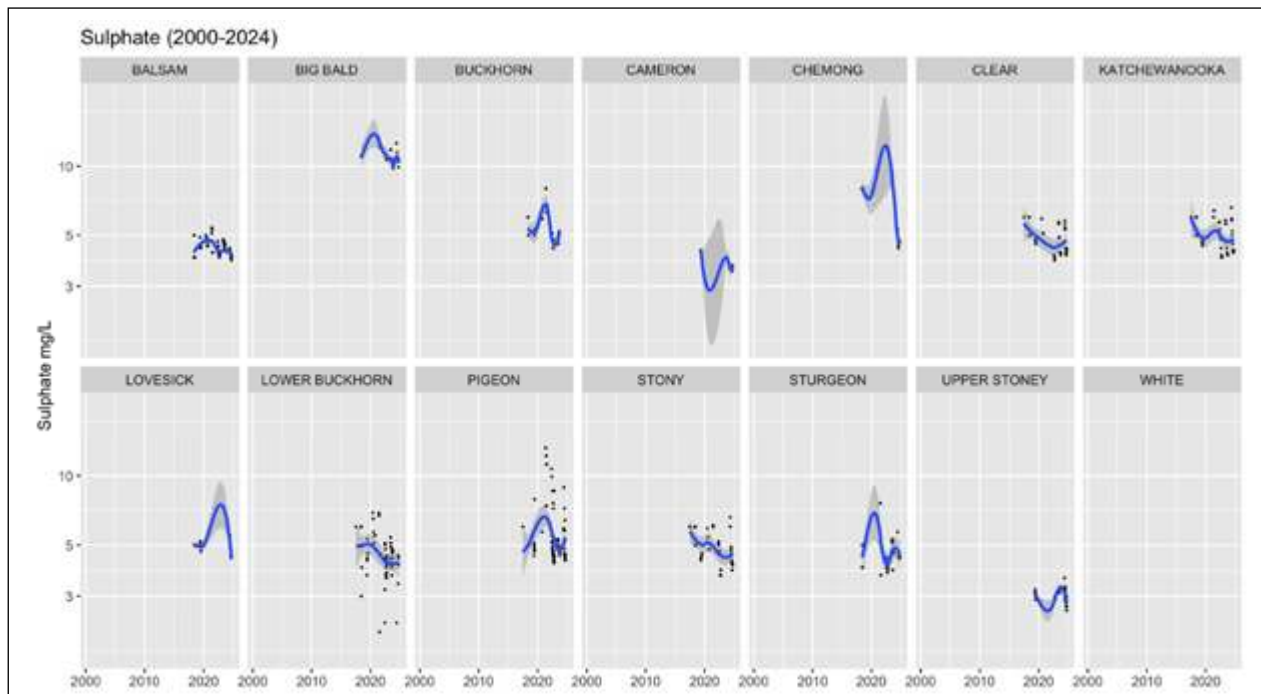 Sulphate (2000-2024)
BALSAM BIG BALD BUCKHORN CAMERON CHEMONG CLEAR KATCHEWANOOKA
10
5
3
Sulphate mg/L
LOVESICK LOWER BUCKHORN PIGEON STONY STURGEON UPPER STONEY WHITE
10
5
3
2000 2010 2020 2000 2010 2020 2000 2010 2020 2000 2010 2020 2000 2010 2020 2000 2010 2020 2000 2010 2020